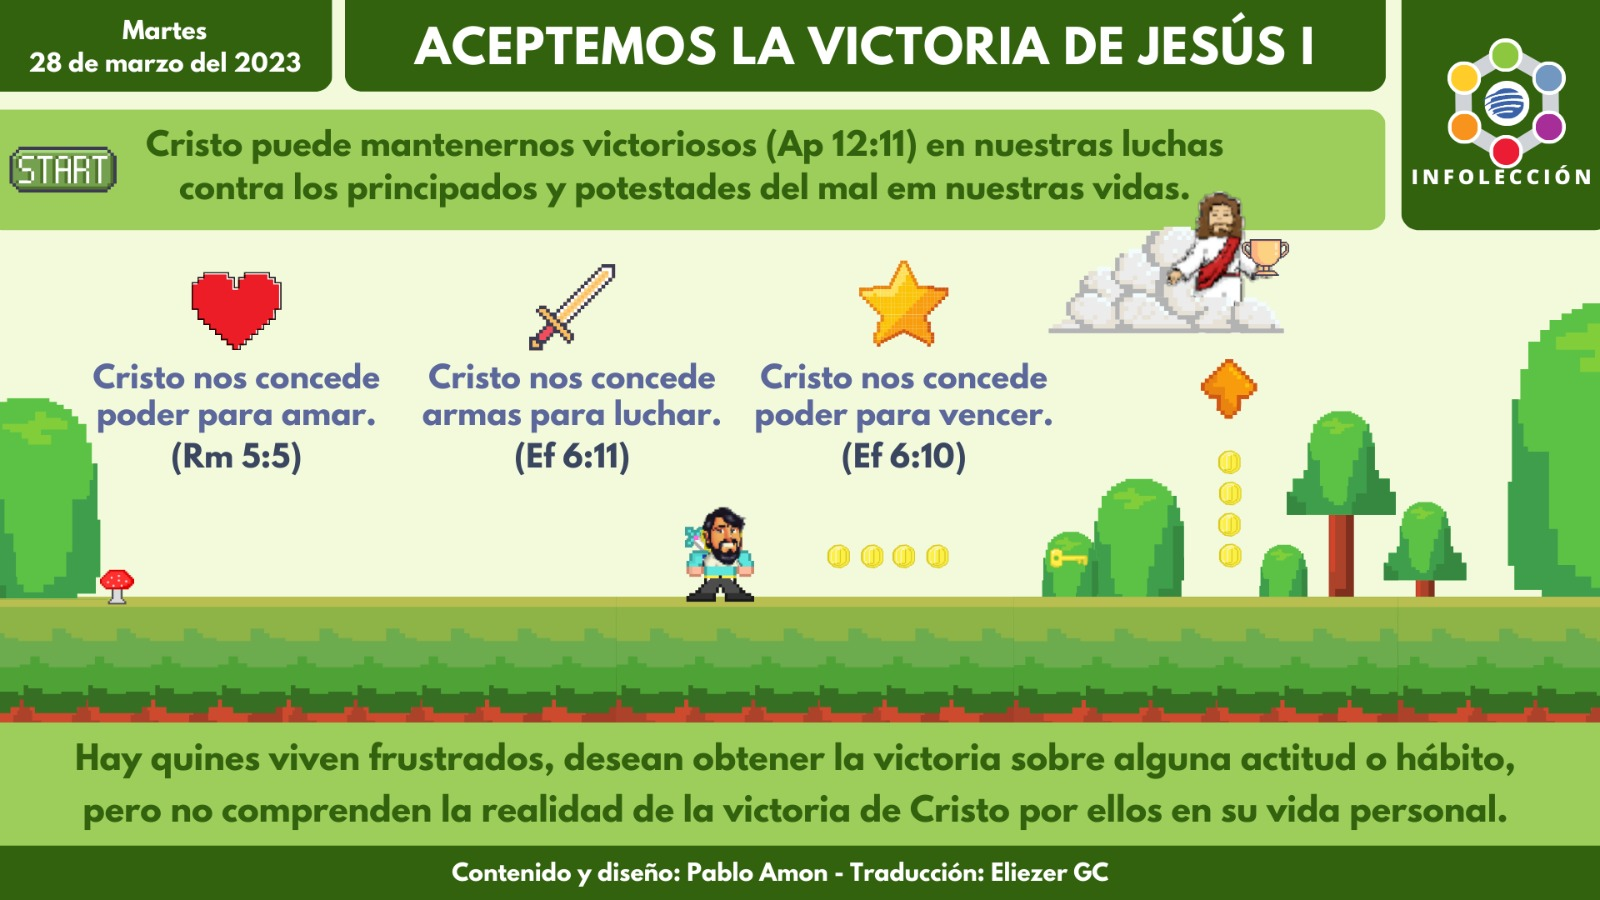 Martes
28 de marzo del 2023
ACEPTEMOS LA VICTORIA DE JESÚS I
INFOLECCIÓN
START
Cristo puede mantenernos victoriosos (Ap 12:11) en nuestras luchas
contra los principados y potestades del mal em nuestras vidas.
Cristo nos concede
poder para amar.
(Rm 5:5)
Cristo nos concede
armas para luchar.
(Ef 6:11)
Cristo nos concede
poder para vencer.
(Ef 6:10)
Hay quines viven frustrados, desean obtener la victoria sobre alguna actitud o hábito,
pero no comprenden la realidad de la victoria de Cristo por ellos en su vida personal.
Contenido y diseño: Pablo Amon - Traducción: Eliezer GC